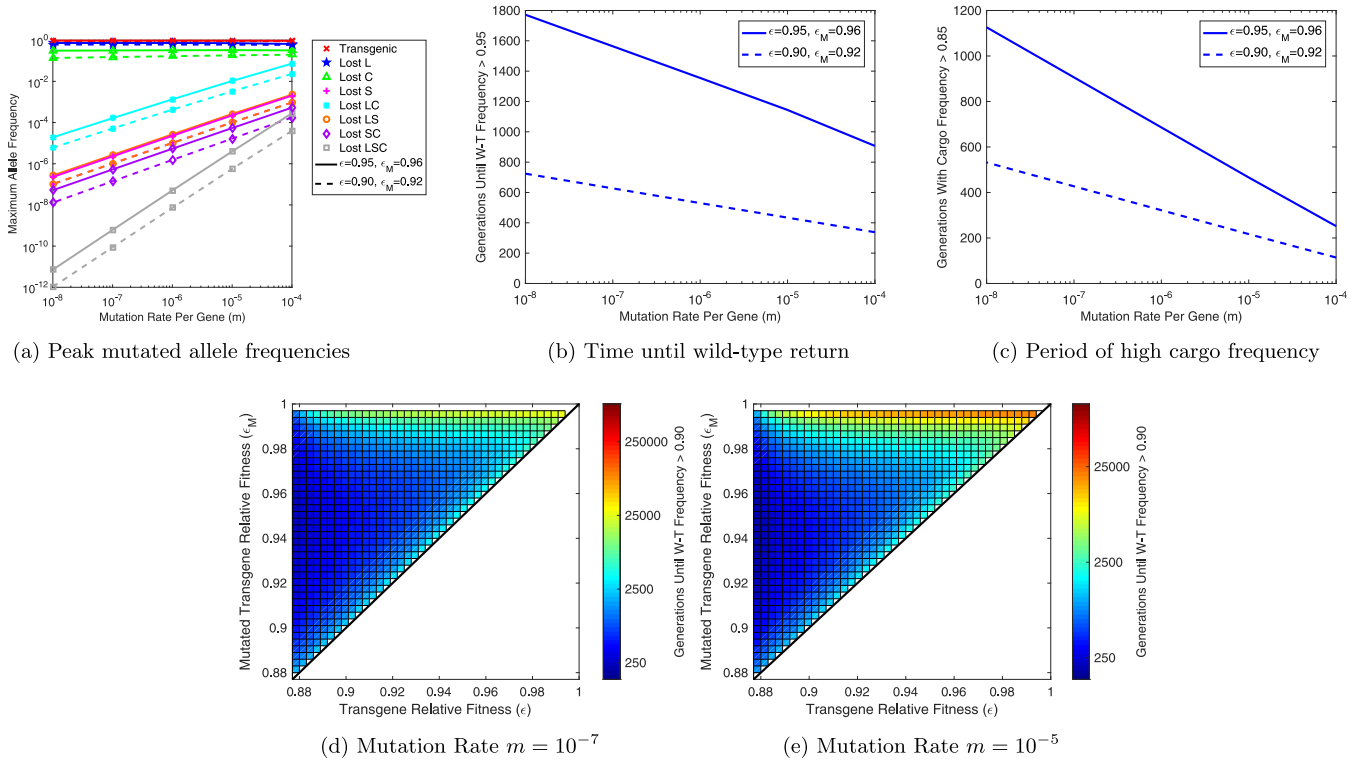 Maximum Allele Frequency
10^0
10^-2
10^-4
10^-6
10^-8
10^-10
10^-12
10^-8 10^-7 10^-6 10^-5 10^-4
Mutation Rate Per Gene (m)
Transgenic
Lost L
Lost C
Lost S
Lost LC
Lost LS
Lost SC
Lost LSC
ϵ=0.95, ϵ_M=0.96
ϵ=0.90, ϵ_M=0.92
(a) Peak mutated allele frequencies
Generations Until W-T Frequency > 0.95
1800
1600
1400
1200
1000
800
600
400
200
0
10^-8 10^-7 10^-6 10^-5 10^-4
Mutation Rate Per Gene (m)
ϵ=0.95, ϵ_M=0.96
ϵ=0.90, ϵ_M=0.92
(b) Time until wild-type return
Generations With Cargo Frequency > 0.85
1200
1000
800
600
400
200
0
10^-8 10^-7 10^-6 10^-5 10^-4
Mutation Rate Per Gene (m)
ϵ=0.95, ϵ_M=0.96
ϵ=0.90, ϵ_M=0.92
(c) Period of high cargo frequency
Mutated Transgene Relative Fitness (ϵ_M)
1
0.98
0.96
0.94
0.92
0.9
0.88
0.88 0.9 0.92 0.94 0.96 0.98 1
Transgene Relative Fitness (ϵ)
250000
25000
2500
250
Generations Until W-T Frequency > 0.90
(d) Mutation Rate m = 10^-7
Mutated Transgene Relative Fitness (ϵ_M)
1
0.98
0.96
0.94
0.92
0.9
0.88
0.88 0.9 0.92 0.94 0.96 0.98 1
Transgene Relative Fitness (ϵ)
25000
2500
250
Generations Until W-T Frequency > 0.90
(e) Mutation Rate m = 10^-5